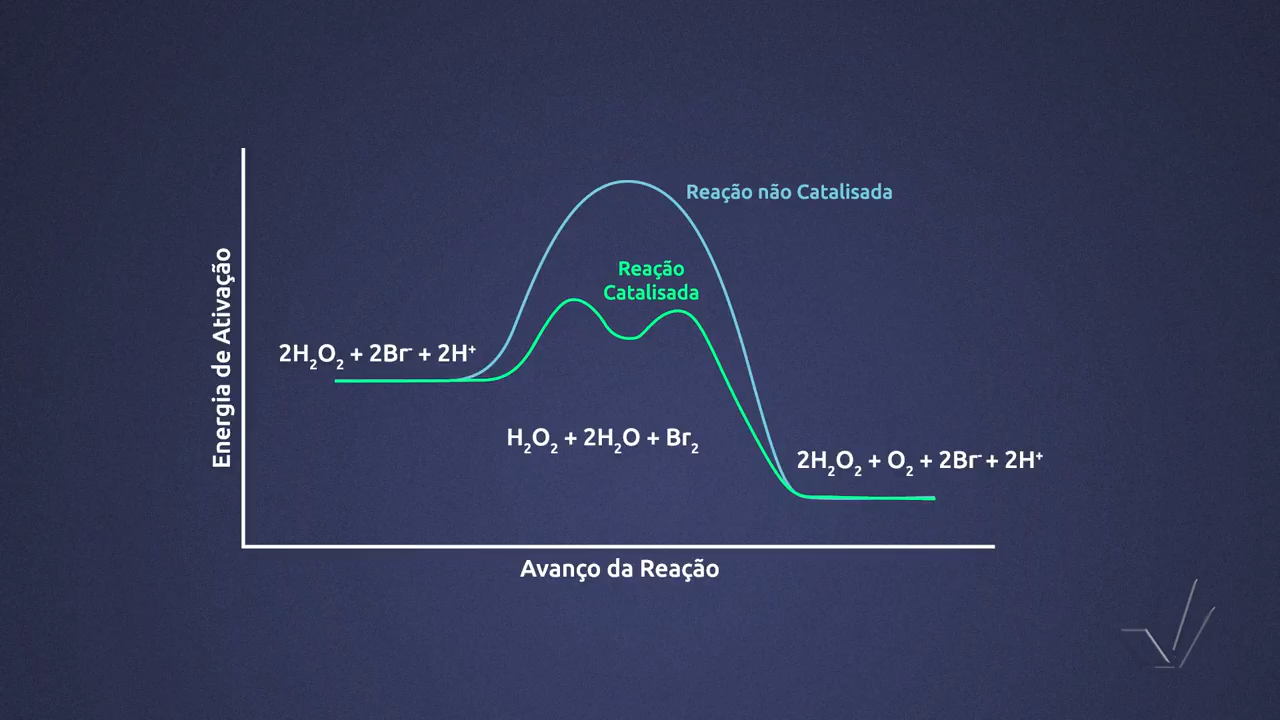 Reação não Catalisada
Reação
Catalisada
Energia de Ativação
2H₂O₂ + 2Br⁻ + 2H⁺
H₂O₂ + 2H₂O + Br₂
2H₂O₂ + O₂ + 2Br⁻ + 2H⁺
Avanço da Reação